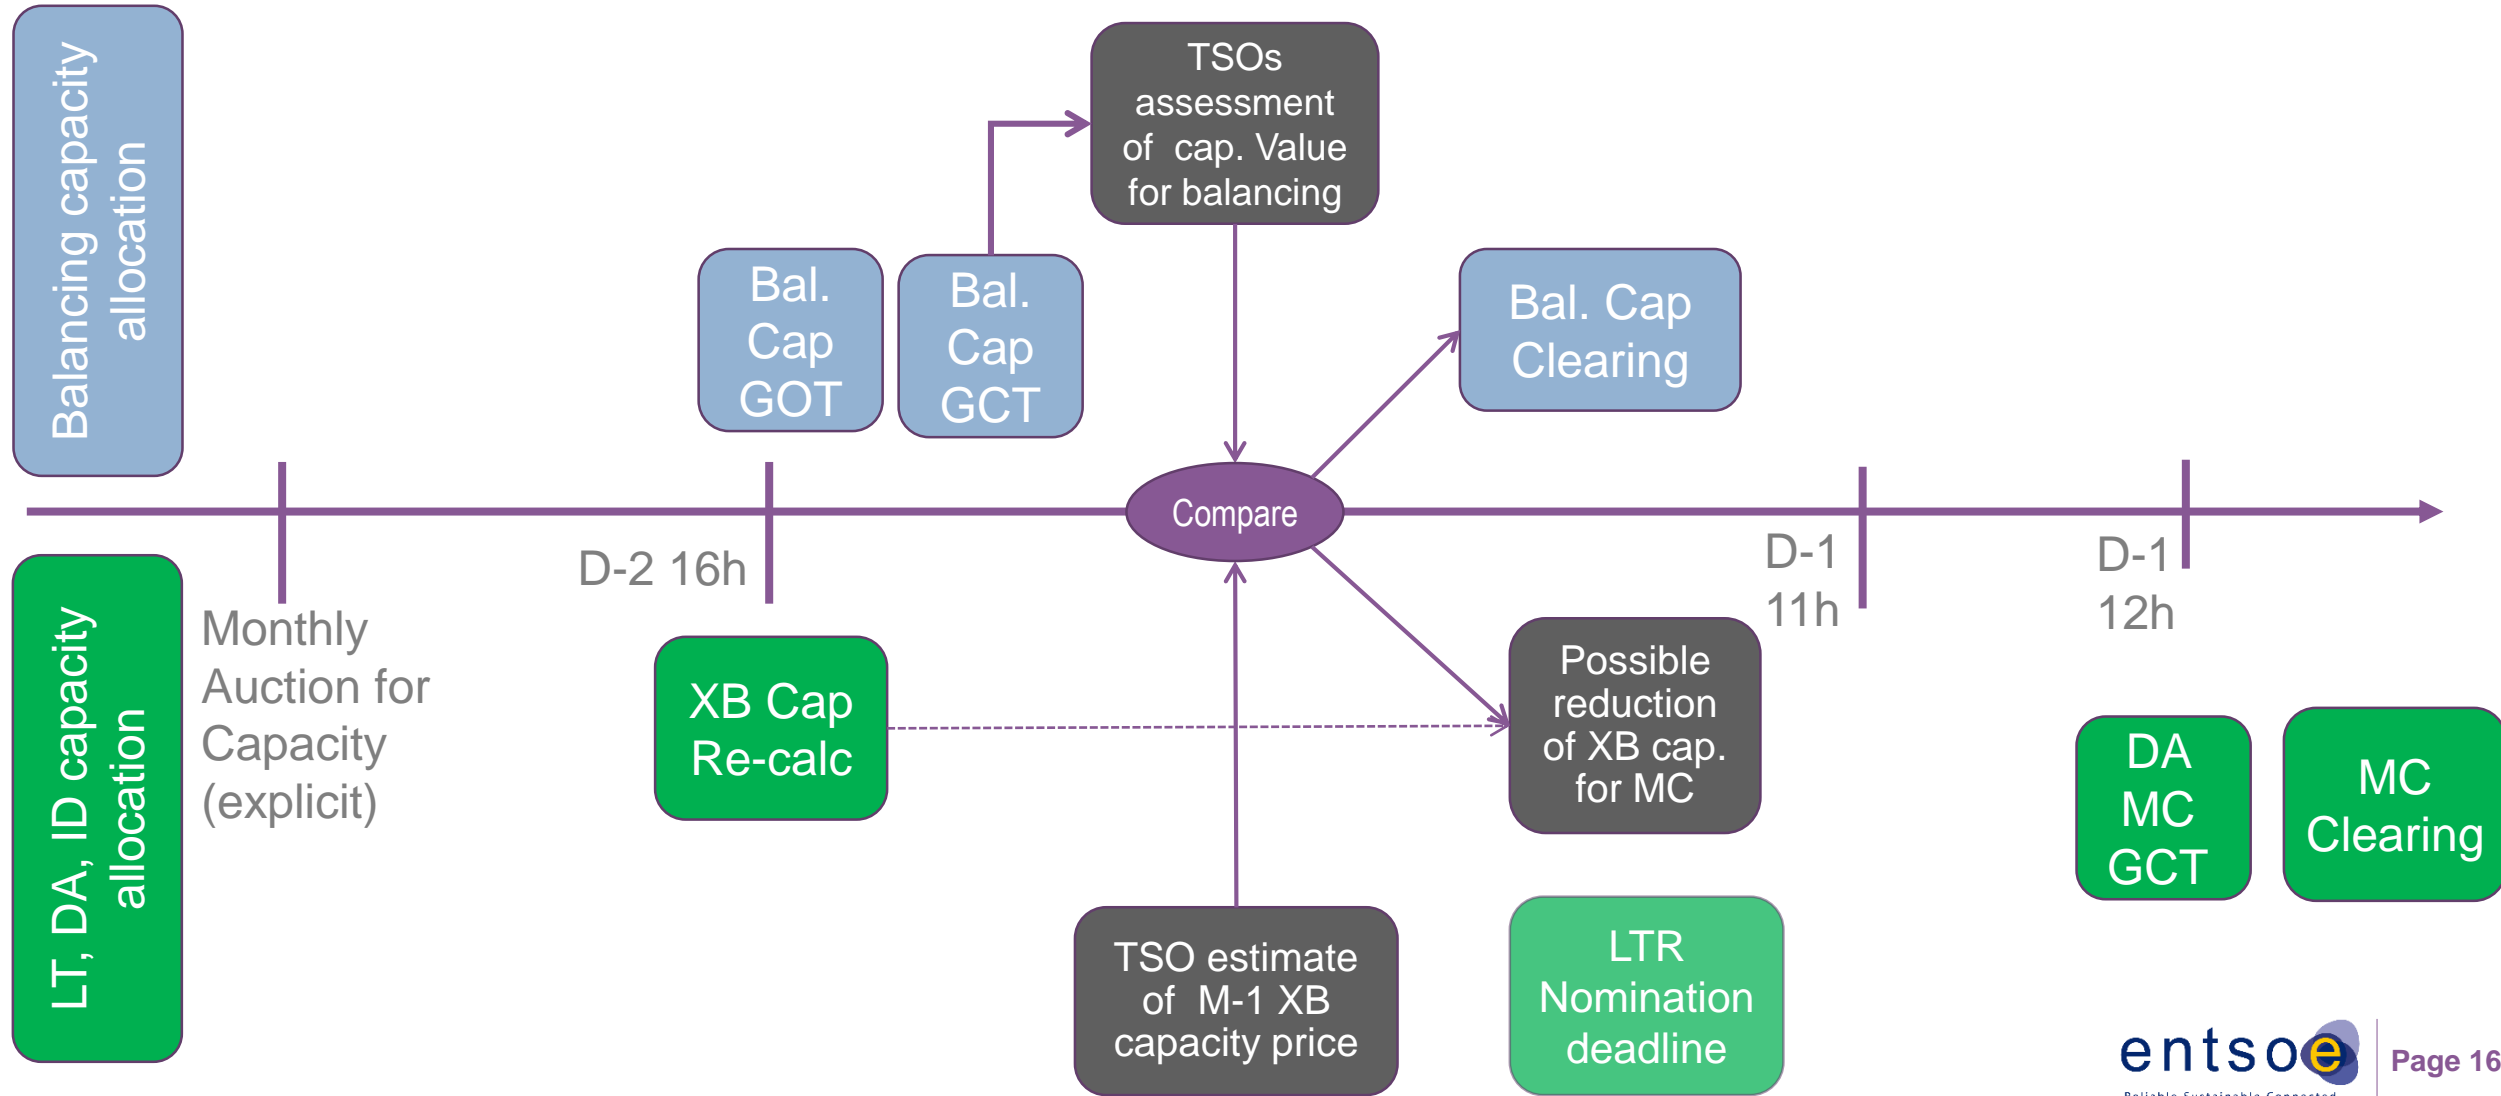 Balancing capacity
allocation
TSOs
assessment
of cap. Value
for balancing
Bal.
Cap
GOT
Bal.
Cap
GCT
Bal. Cap
Clearing
Compare
D-2 16h
D-1
11h
D-1
12h
LT, DA, ID capacity
allocation
Monthly
Auction for
Capacity
(explicit)
XB Cap
Re-calc
Possible
reduction
of XB cap.
for MC
DA
MC
GCT
MC
Clearing
TSO estimate
of M-1 XB
capacity price
LTR
Nomination
deadline
entsoe
Reliable Sustainable Connected
Page 16